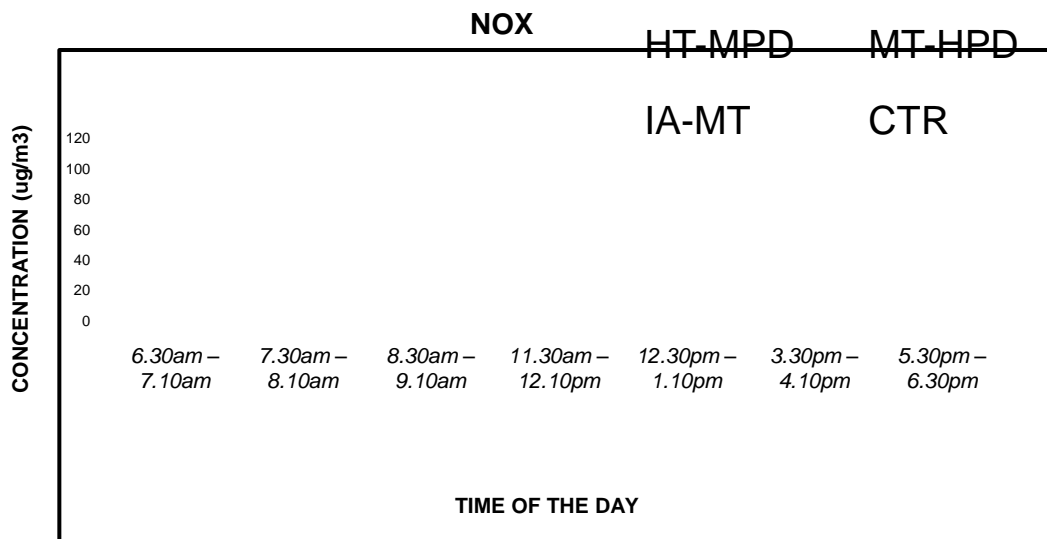 NOX
HT-MPD MT-HPD
IA-MT CTR
CONCENTRATION (ug/m3)
120
100
80
60
40
20
0
6.30am – 7.30am – 8.30am – 11.30am – 12.30pm – 3.30pm – 5.30pm –
7.10am 8.10am 9.10am 12.10pm 1.10pm 4.10pm 6.30pm
TIME OF THE DAY